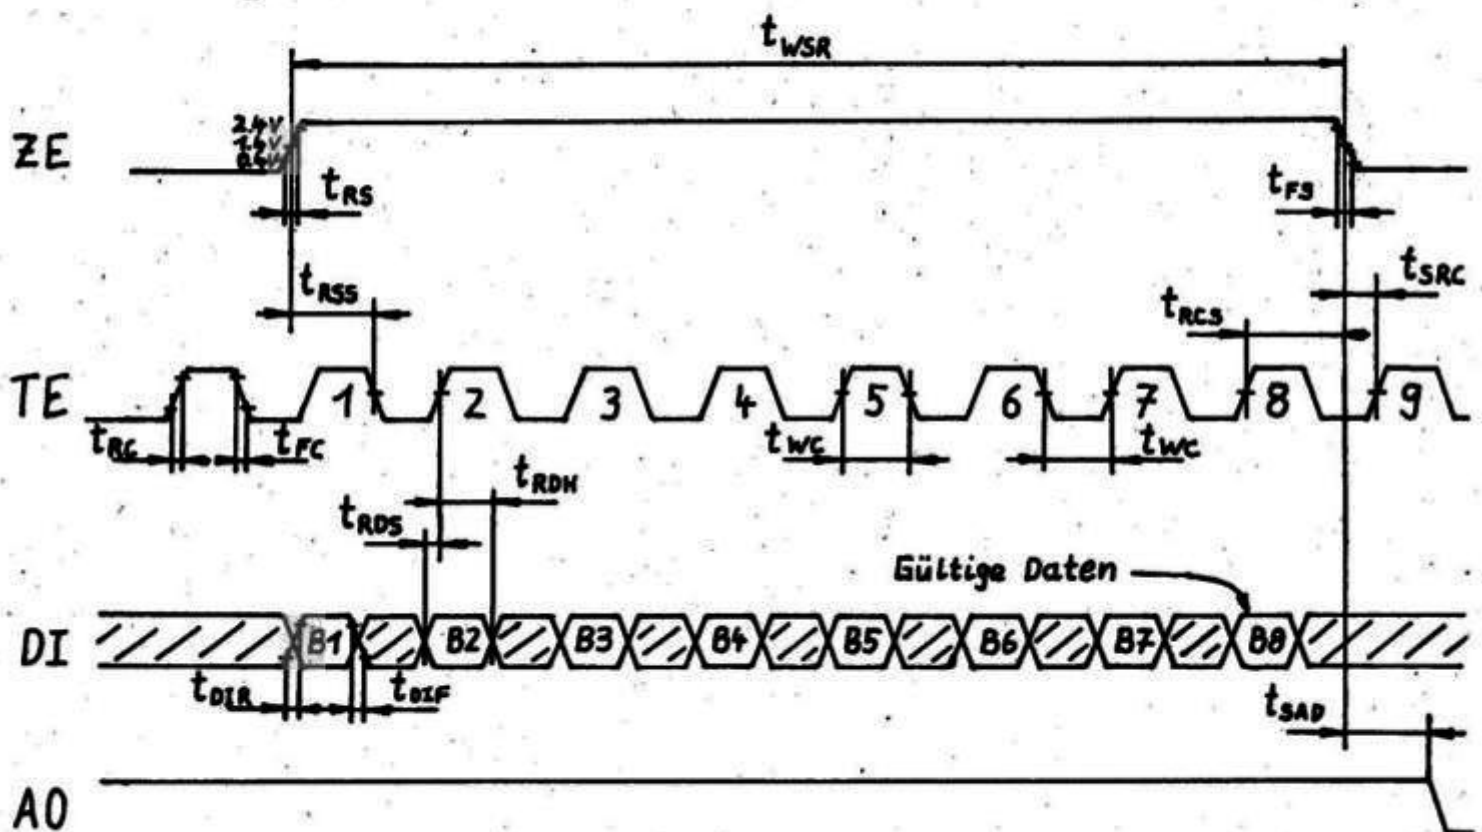 tWSR
ZE
2.4V
1.4V
0.4V
tRS
tFS
tRSS
tSRC
tRCS
TE
1 2 3 4 5 6 7 8 9
tRC tFC tWC tWC
tRDH
tRDS
Gültige Daten
DI
B1 B2 B3 B4 B5 B6 B7 B8
tDIR tDIF
tSAD
AO